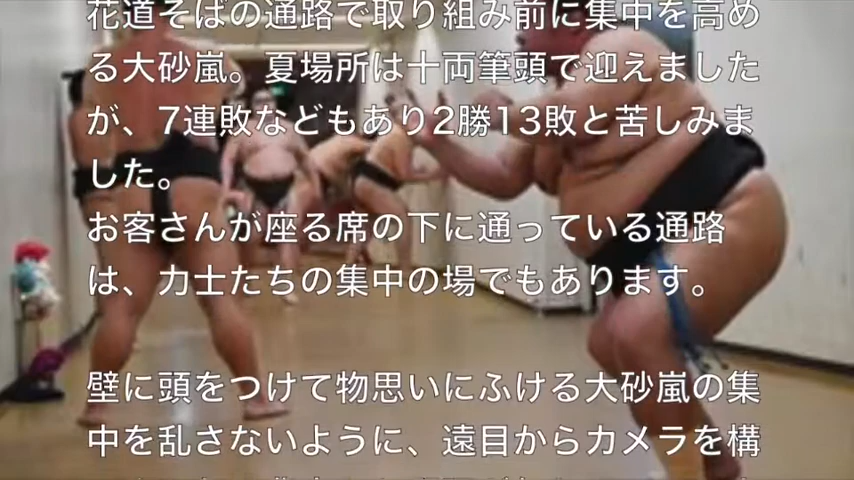 花道そばの通路で取り組み前に集中を高め
る大砂嵐。夏場所は十両筆頭で迎えました
が、7連敗などもあり2勝13敗と苦しみま
した。
お客さんが座る席の下に通っている通路
は、力士たちの集中の場でもあります。
壁に頭をつけて物思いにふける大砂嵐の集
中を乱さないように、遠目からカメラを構